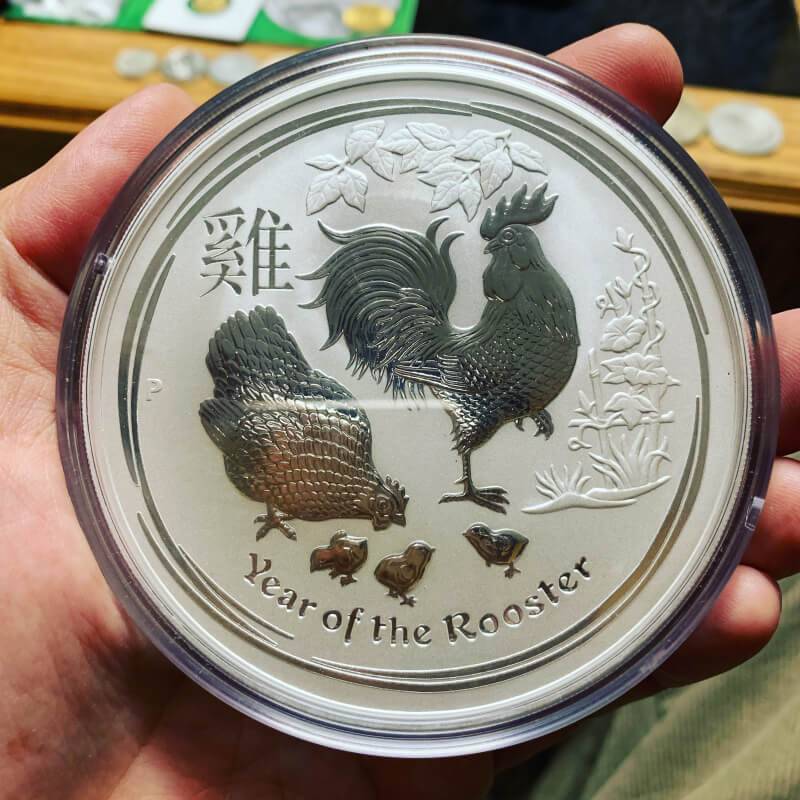 雞
P
Year of the Rooster